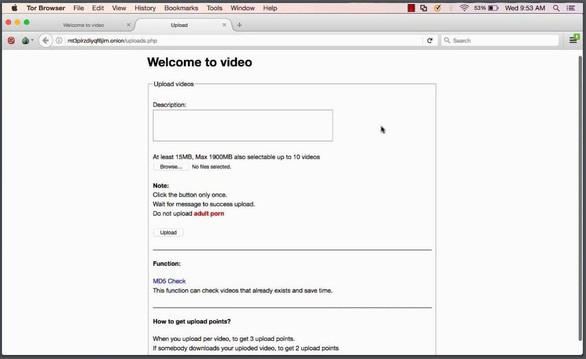 Tor Browser File Edit View History Bookmarks Tools Window Help 53% Wed 9:53 AM
Welcome to video Upload
/uploads.php Search
Welcome to video
Upload videos
Description:
At least 15MB, Max 1900MB also selectable up to 10 videos
Browse... No files selected.
Note:
Click the button only once.
Wait for message to success upload.
Do not upload adult porn
Upload
Function:
MD5 Check
This function can check videos that already exists and save time.
How to get upload points?
When you upload per video, to get 3 upload points.
If somebody downloads your uploded video, to get 2 upload points